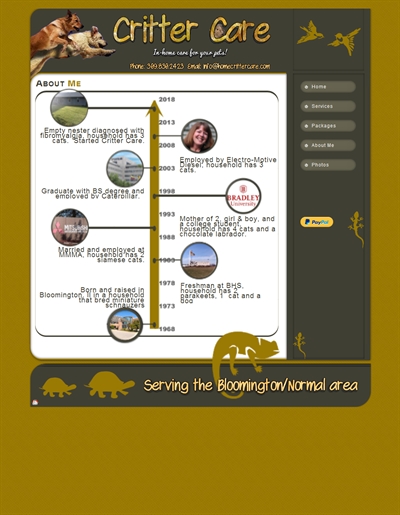 Critter Care
In-home care for your pets!
Phone: 309.838.2423 Email: info@homecrittercare.com
About Me
Home
Services
Packages
About Me
Photos
PayPal
2018
2013
Empty nester diagnosed with
fibromyalgia, household has 3
cats. Started Critter Care.
2008
Employed by Electro-Motive
Diesel, household has 3
cats.
2003
Graduate with BS degree and
employed by Caterpillar.
1998
BRADLEY
University
1993
Mother of 2, girl & boy, and
a college student,
household has 4 cats and a
chocolate labrador.
1988
Married and employed at
MMMA, household has 2
siamese cats.
1983
1978
Freshman at BHS,
household has 2
parakeets, 1 cat and a
dog
Born and raised in
Bloomington, Il in a household
that bred miniature
schnauzers
1973
1968
Serving the Bloomington/Normal area